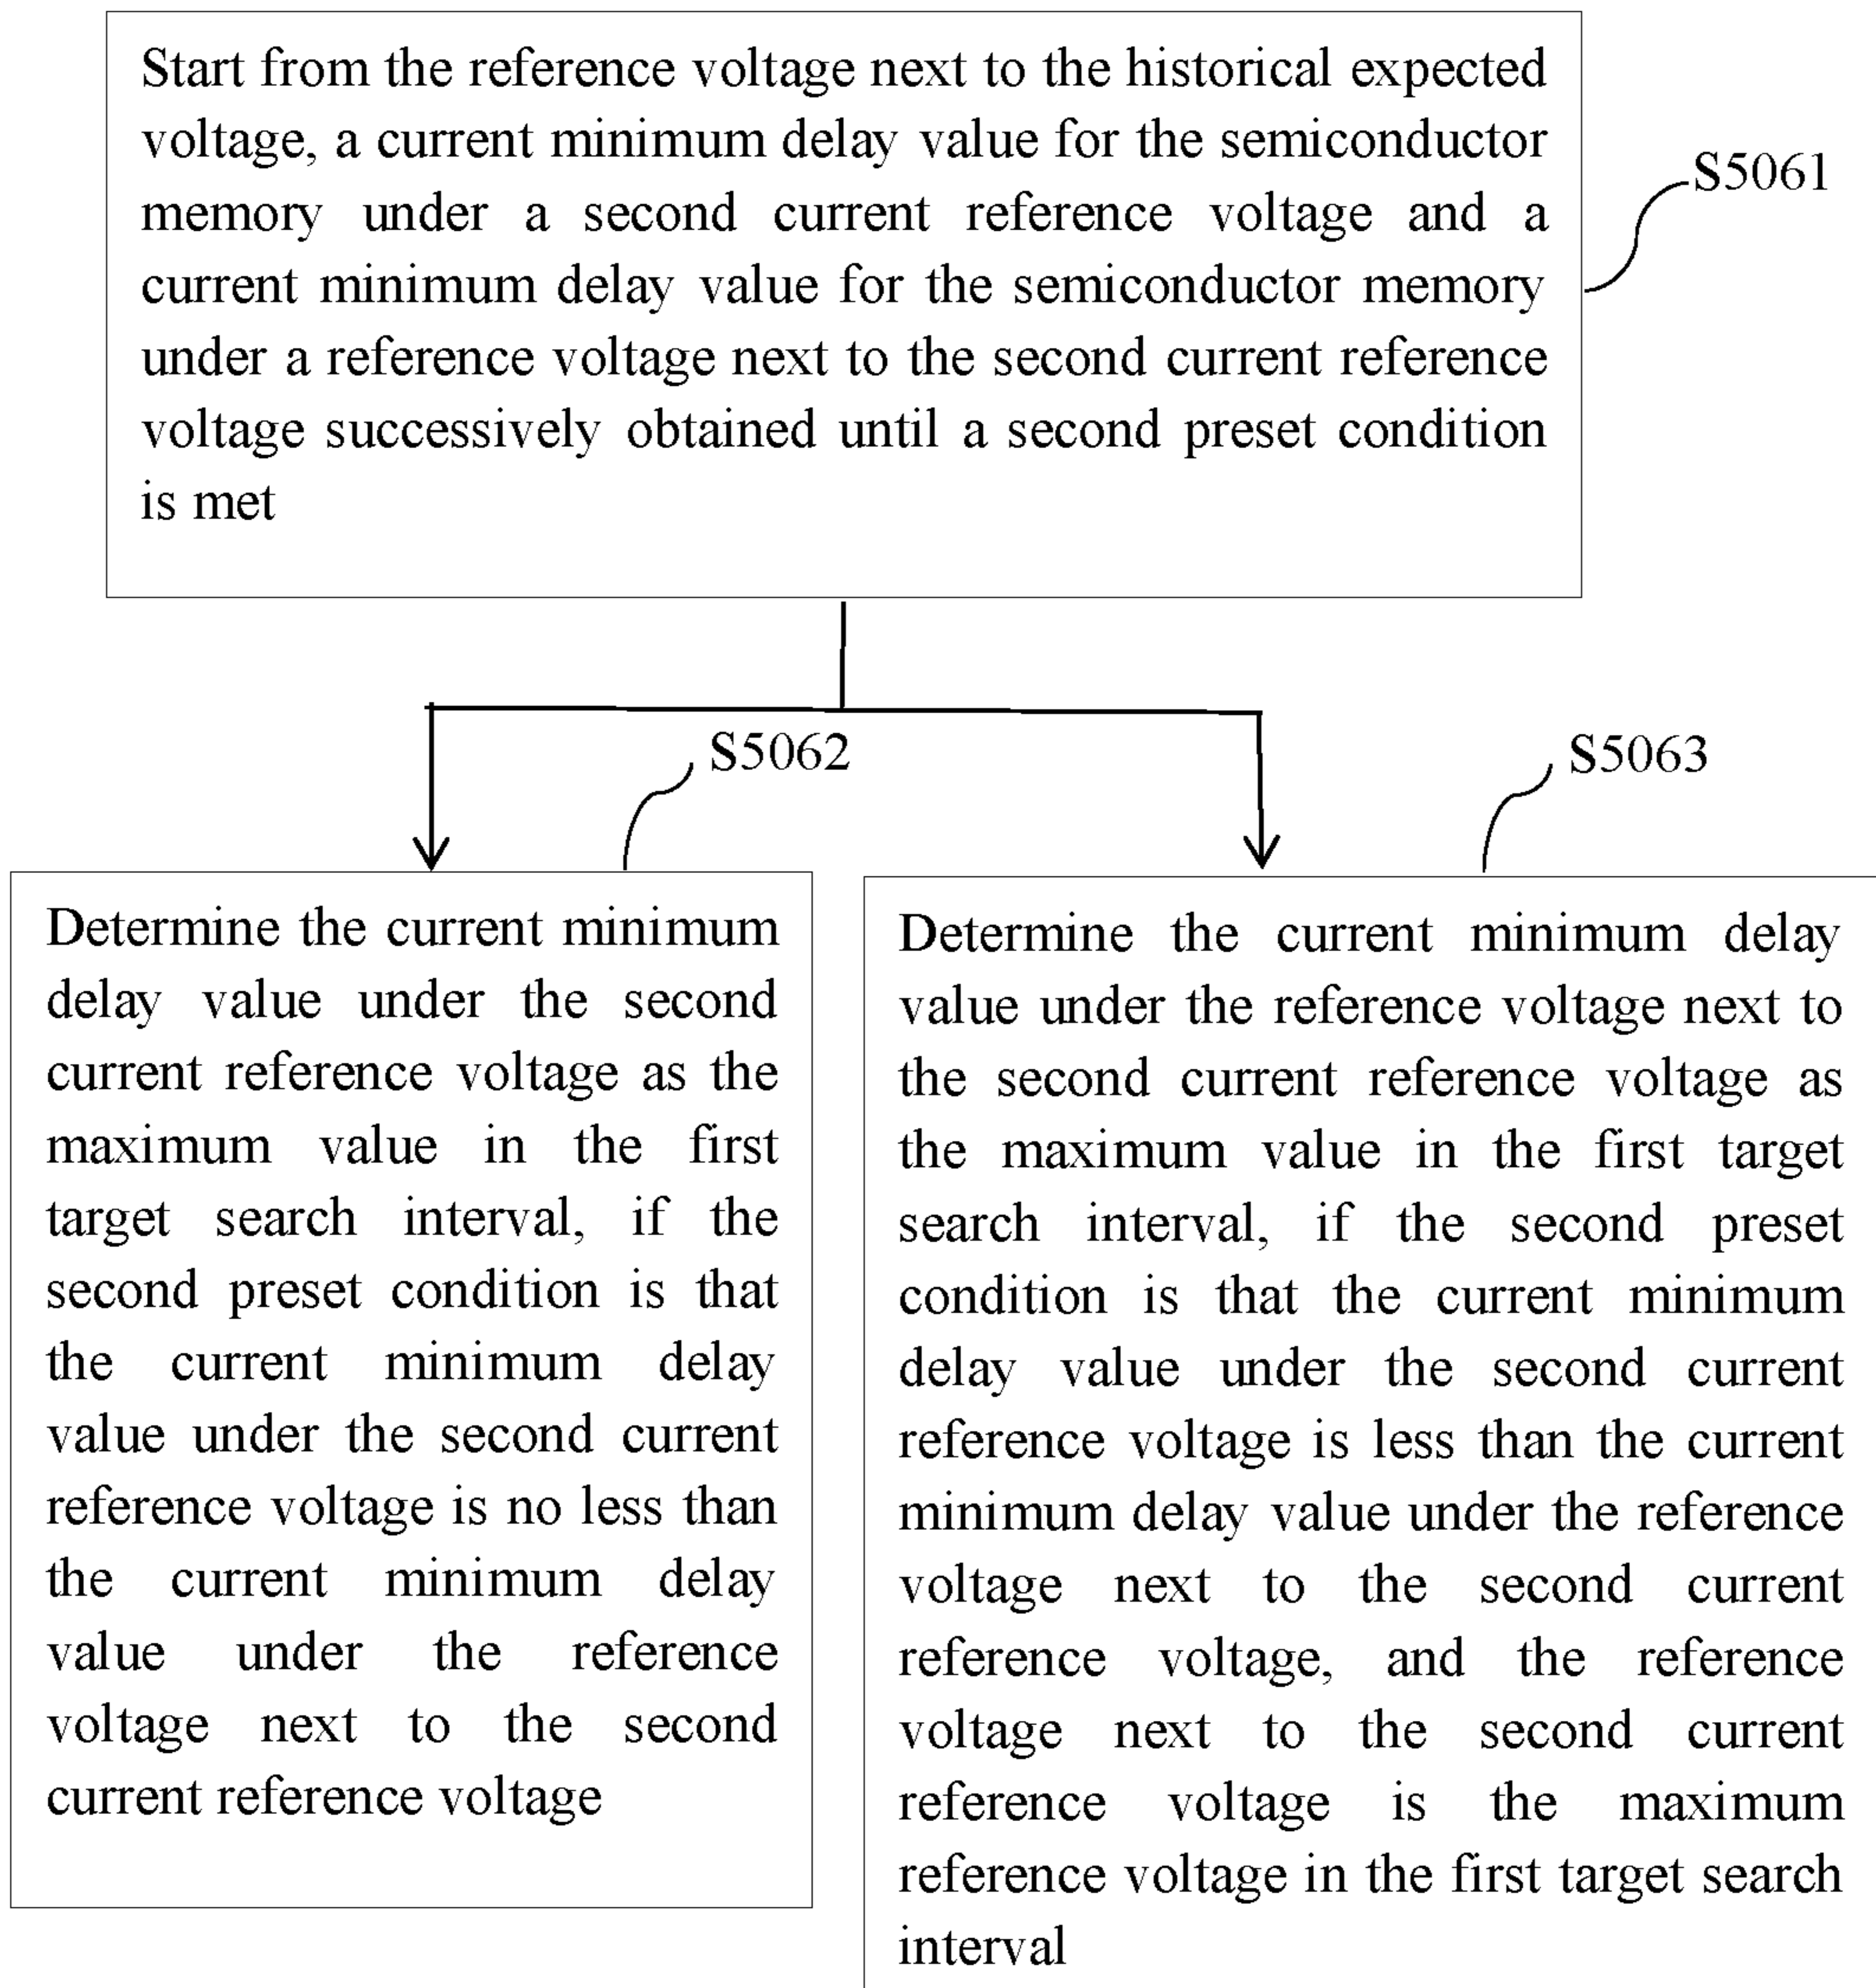 Start from the reference voltage next to the historical expected
voltage, a current minimum delay value for the semiconductor
memory under a second current reference voltage and a
current minimum delay value for the semiconductor memory
under a reference voltage next to the second current reference
voltage successively obtained until a second preset condition
is met
S5061
S5062
S5063
Determine the current minimum
delay value under the second
current reference voltage as the
maximum value in the first
target search interval, if the
second preset condition is that
the current minimum delay
value under the second current
reference voltage is no less than
the current minimum delay
value under the reference
voltage next to the second
current reference voltage
Determine the current minimum delay
value under the reference voltage next to
the second current reference voltage as
the maximum value in the first target
search interval, if the second preset
condition is that the current minimum
delay value under the second current
reference voltage is less than the current
minimum delay value under the reference
voltage next to the second current
reference voltage, and the reference
voltage next to the second current
reference voltage is the maximum
reference voltage in the first target search
interval